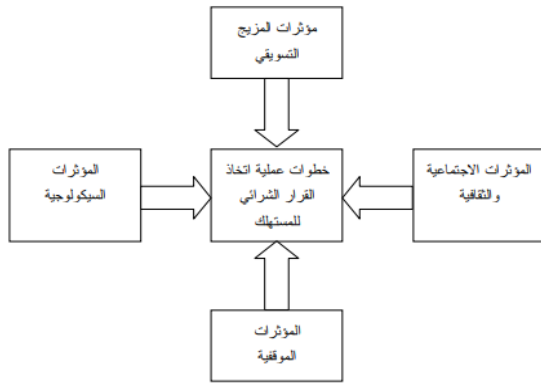 مؤثرات المزيج
التسويقي
المؤثرات الاجتماعية
والثقافية
خطوات عملية اتخاذ
القرار الشرائي
للمستهلك
المؤثرات
السيكولوجية
المؤثرات
الموقفية